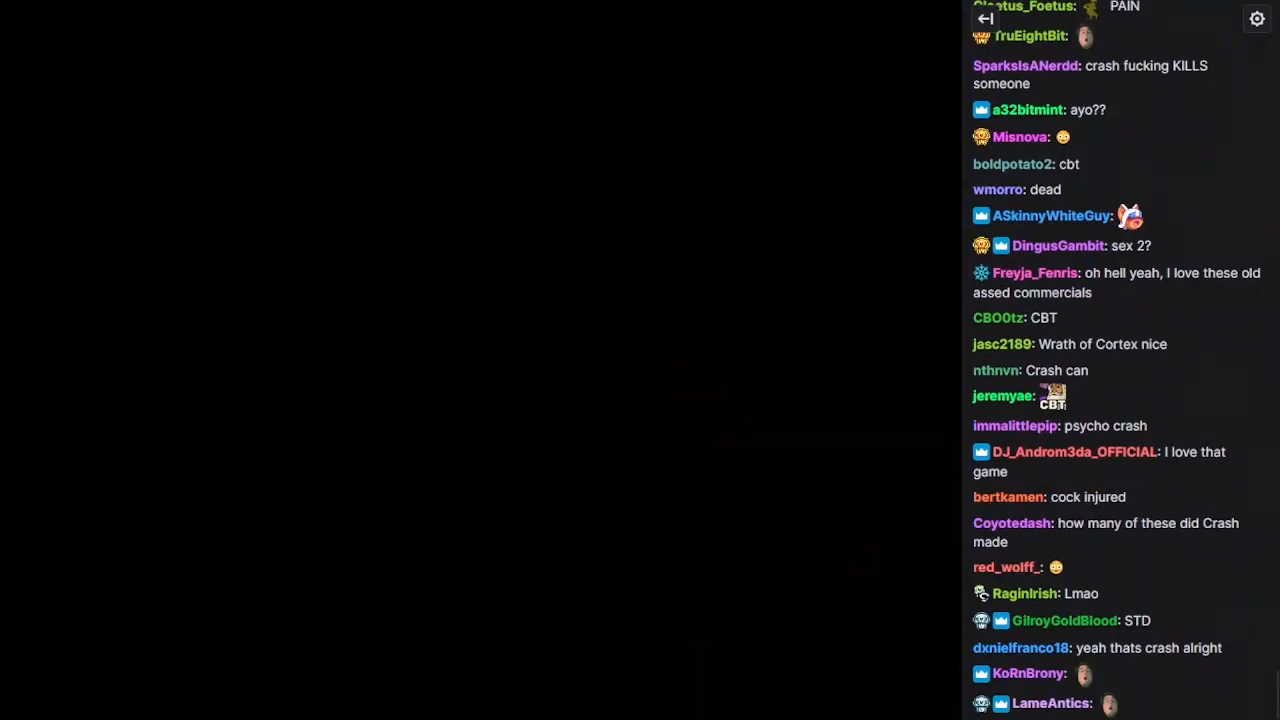 Cloetus_Foetus: PAIN
TruEightBit:
SparksIsANerdd: crash fucking KILLS
someone
a32bitmint: ayo??
Misnova:
boldpotato2: cbt
wmorro: dead
ASkinnyWhiteGuy:
DingusGambit: sex 2?
Freyja_Fenris: oh hell yeah, I love these old
assed commercials
CBO0tz: CBT
jasc2189: Wrath of Cortex nice
nthnvn: Crash can
jeremyae: CBT
immalittlepip: psycho crash
DJ_Androm3da_OFFICIAL: I love that
game
bertkamen: cock injured
Coyotedash: how many of these did Crash
made
red_wolff_:
RaginIrish: Lmao
GilroyGoldBlood: STD
dxnielfranco18: yeah thats crash alright
KoRnBrony:
LameAntics: